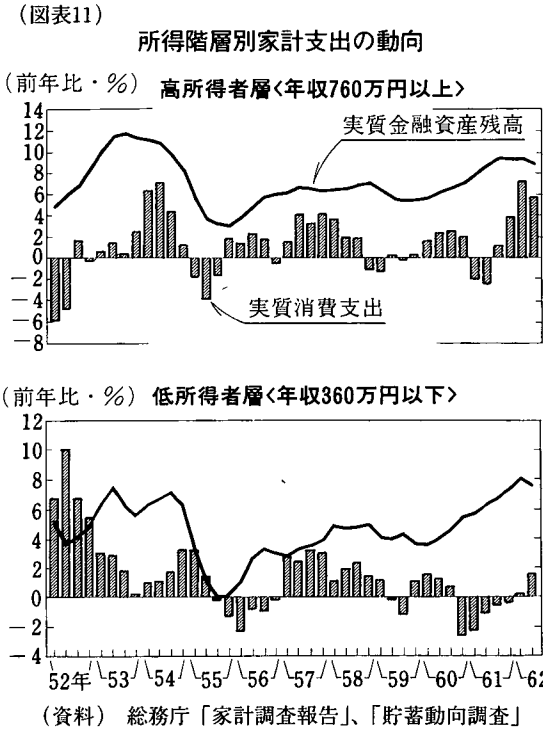 (図表11)
所得階層別家計支出の動向
(前年比・%) 高所得者層<年収760万円以上>
14
12
10
8
6
4
2
0
-2
-4
-6
-8
実質金融資産残高
実質消費支出
(前年比・%) 低所得者層<年収360万円以下>
12
10
8
6
4
2
0
-2
-4
52年 53 54 55 56 57 58 59 60 61 62
(資料) 総務庁「家計調査報告」、「貯蓄動向調査」